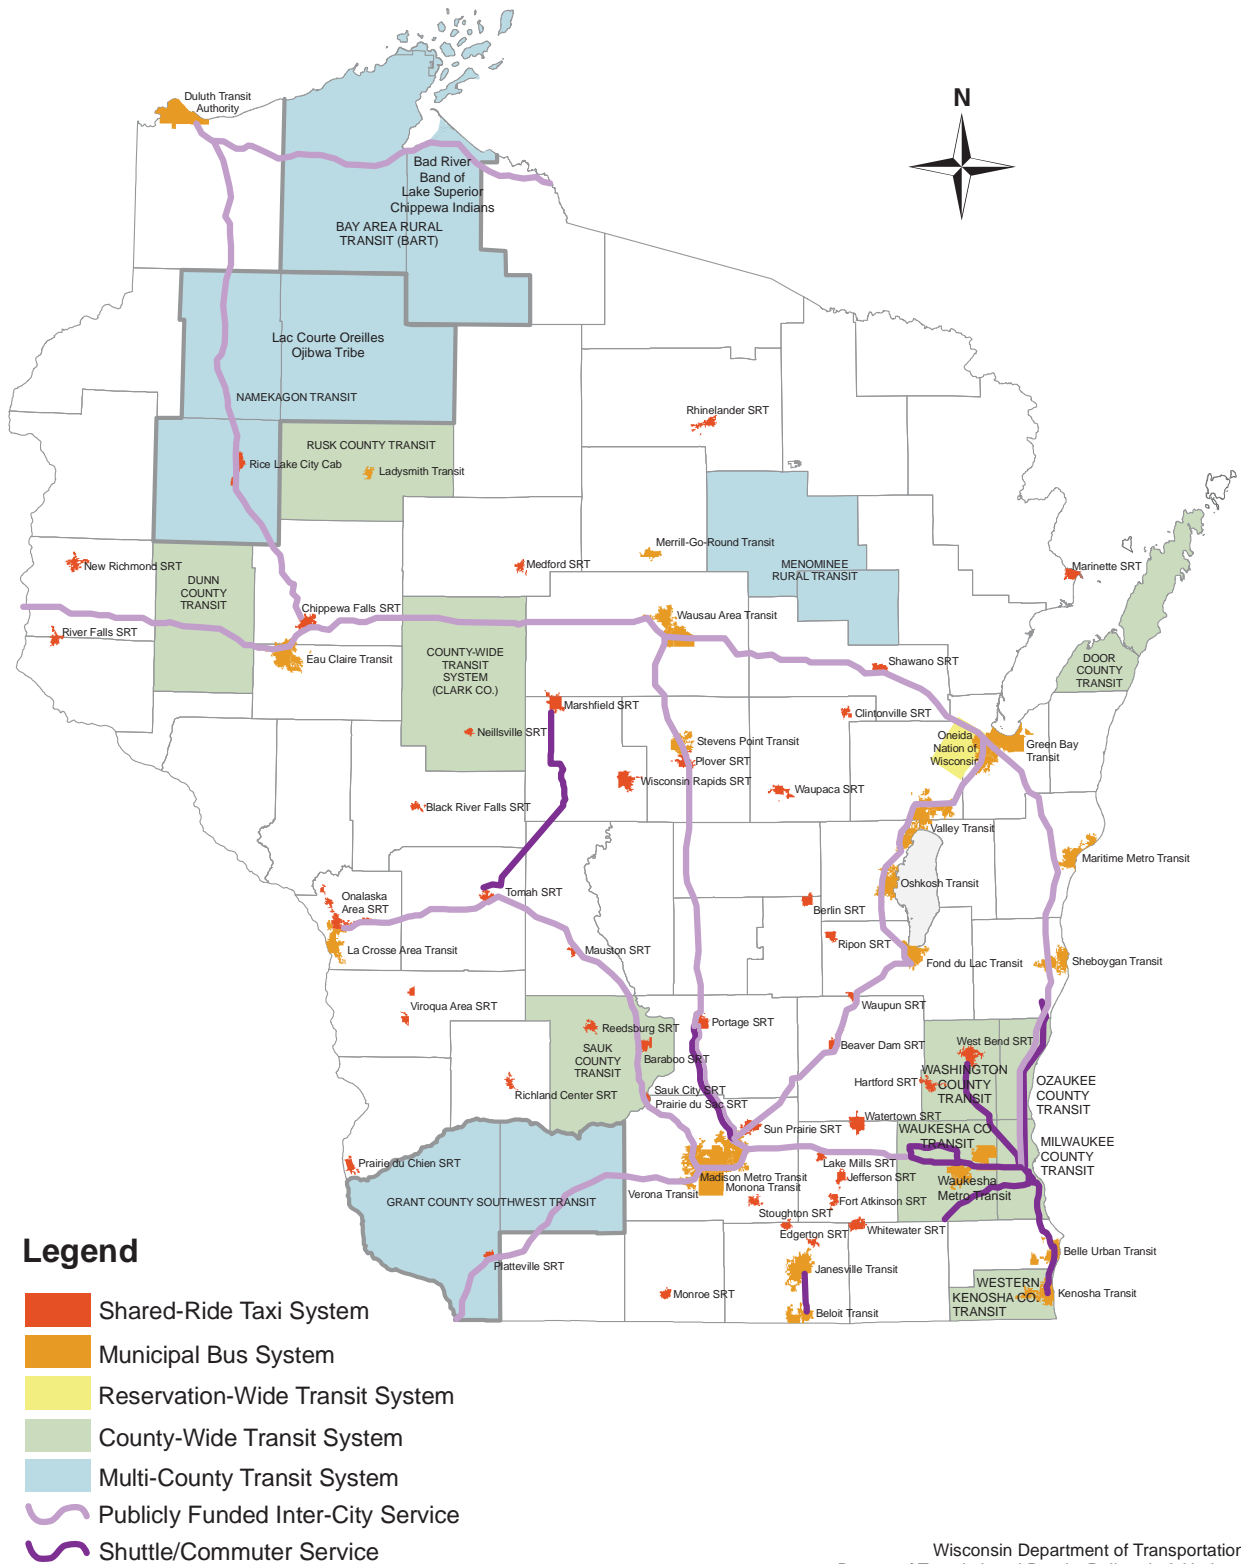 Duluth Transit
Authority
N
Bad River
Band of
Lake Superior
Chippewa Indians
BAY AREA RURAL
TRANSIT (BART)
Lac Courte Oreilles
Ojibwa Tribe
NAMEKAGON TRANSIT
Rhinelander SRT
RUSK COUNTY TRANSIT
Rice Lake City Cab
Ladysmith Transit
New Richmond SRT
DUNN
COUNTY
TRANSIT
Medford SRT
Merrill-Go-Round Transit
MENOMINEE
RURAL TRANSIT
Marinette SRT
Chippewa Falls SRT
Wausau Area Transit
River Falls SRT
Eau Claire Transit
COUNTY-WIDE
TRANSIT
SYSTEM
(CLARK CO.)
Shawano SRT
DOOR
COUNTY
TRANSIT
Marshfield SRT
Clintonville SRT
Neillsville SRT
Stevens Point Transit
Plover SRT
Oneida
Nation of
Wisconsin
Green Bay
Transit
Wisconsin Rapids SRT
Waupaca SRT
Black River Falls SRT
Valley Transit
Maritime Metro Transit
Onalaska
Area SRT
Tomah SRT
Oshkosh Transit
Berlin SRT
La Crosse Area Transit
Mauston SRT
Ripon SRT
Fond du Lac Transit
Sheboygan Transit
Viroqua Area SRT
Waupun SRT
Reedsburg SRT
Portage SRT
SAUK
COUNTY
TRANSIT
Baraboo SRT
Beaver Dam SRT
West Bend SRT
WASHINGTON
COUNTY
TRANSIT
Hartford SRT
OZAUKEE
COUNTY
TRANSIT
Richland Center SRT
Sauk City SRT
Prairie du Sac SRT
Sun Prairie SRT
Watertown SRT
WAUKESHA CO.
TRANSIT
MILWAUKEE
COUNTY
TRANSIT
Prairie du Chien SRT
Lake Mills SRT
Madison Metro Transit
Monona Transit
Verona Transit
Jefferson SRT
Waukesha
Metro Transit
GRANT COUNTY SOUTHWEST TRANSIT
Fort Atkinson SRT
Stoughton SRT
Edgerton SRT
Whitewater SRT
Platteville SRT
Janesville Transit
Belle Urban Transit
Monroe SRT
Beloit Transit
WESTERN
KENOSHA CO.
TRANSIT
Kenosha Transit
Legend
Shared-Ride Taxi System
Municipal Bus System
Reservation-Wide Transit System
County-Wide Transit System
Multi-County Transit System
Publicly Funded Inter-City Service
Shuttle/Commuter Service
Wisconsin Department of Transportation